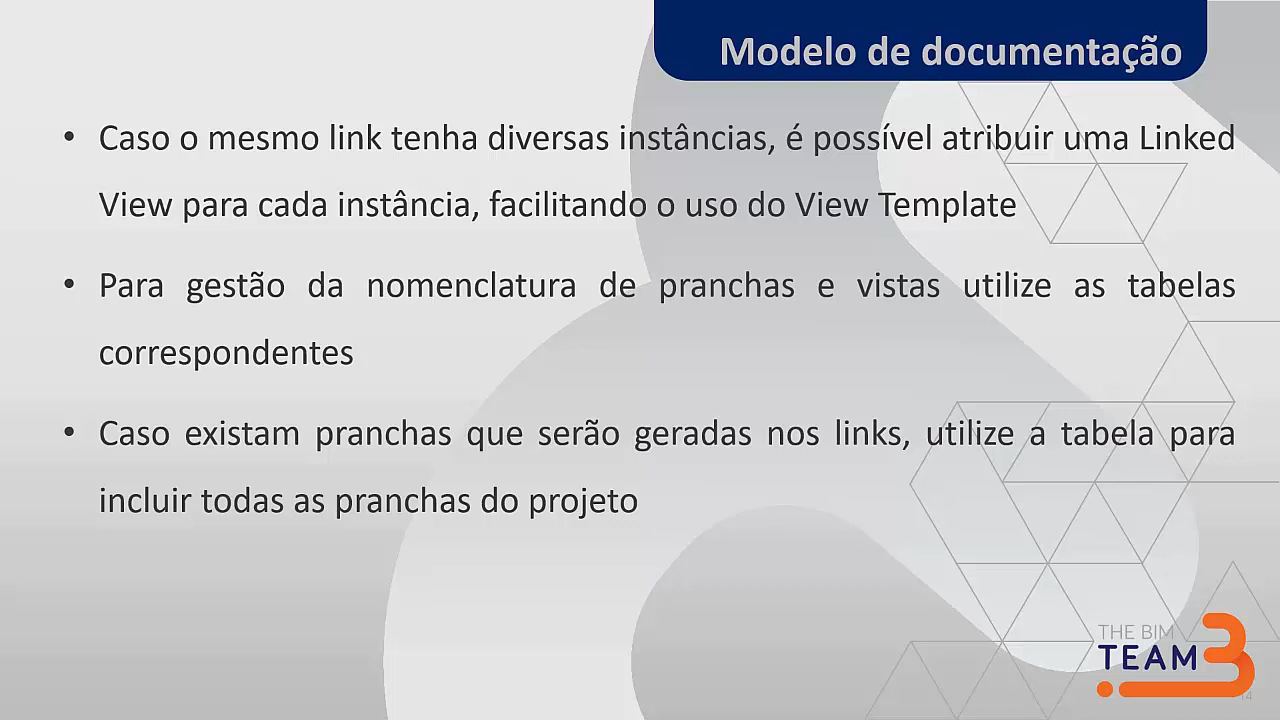 Modelo de documentação
• Caso o mesmo link tenha diversas instâncias, é possível atribuir uma Linked
View para cada instância, facilitando o uso do View Template
• Para gestão da nomenclatura de pranchas e vistas utilize as tabelas
correspondentes
• Caso existam pranchas que serão geradas nos links, utilize a tabela para
incluir todas as pranchas do projeto
THE BIM
TEAM
14